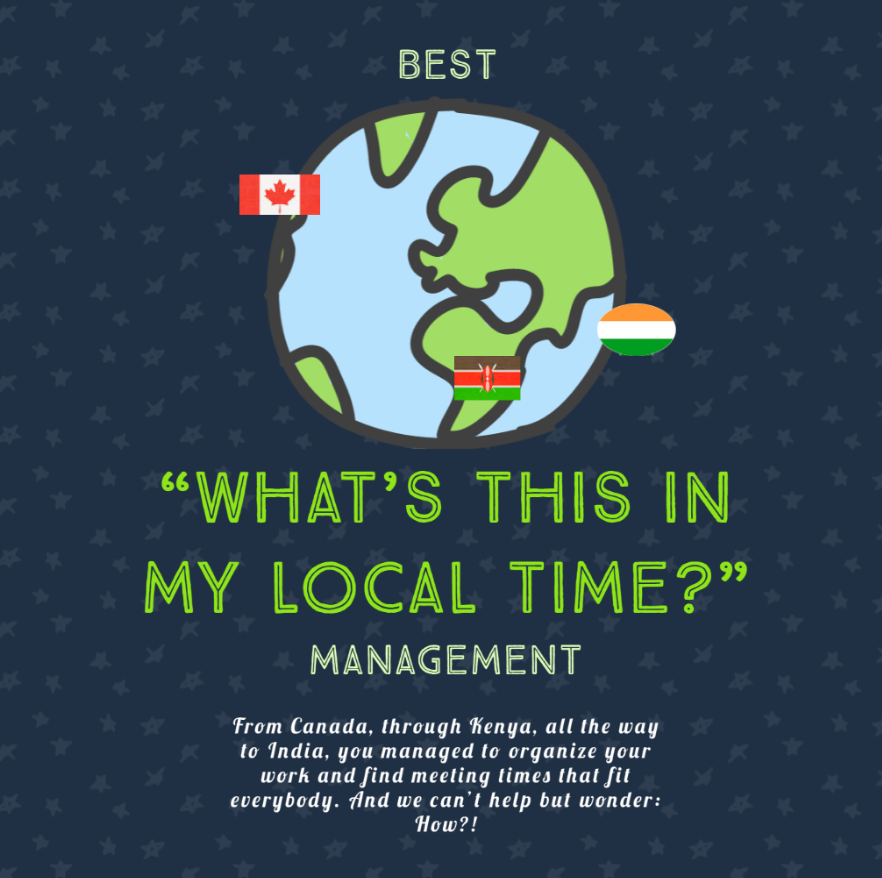 BEST
“WHAT’S THIS IN
MY LOCAL TIME?”
MANAGEMENT
From Canada, through Kenya, all the way
to India, you managed to organize your
work and find meeting times that fit
everybody. And we can’t help but wonder:
How?!